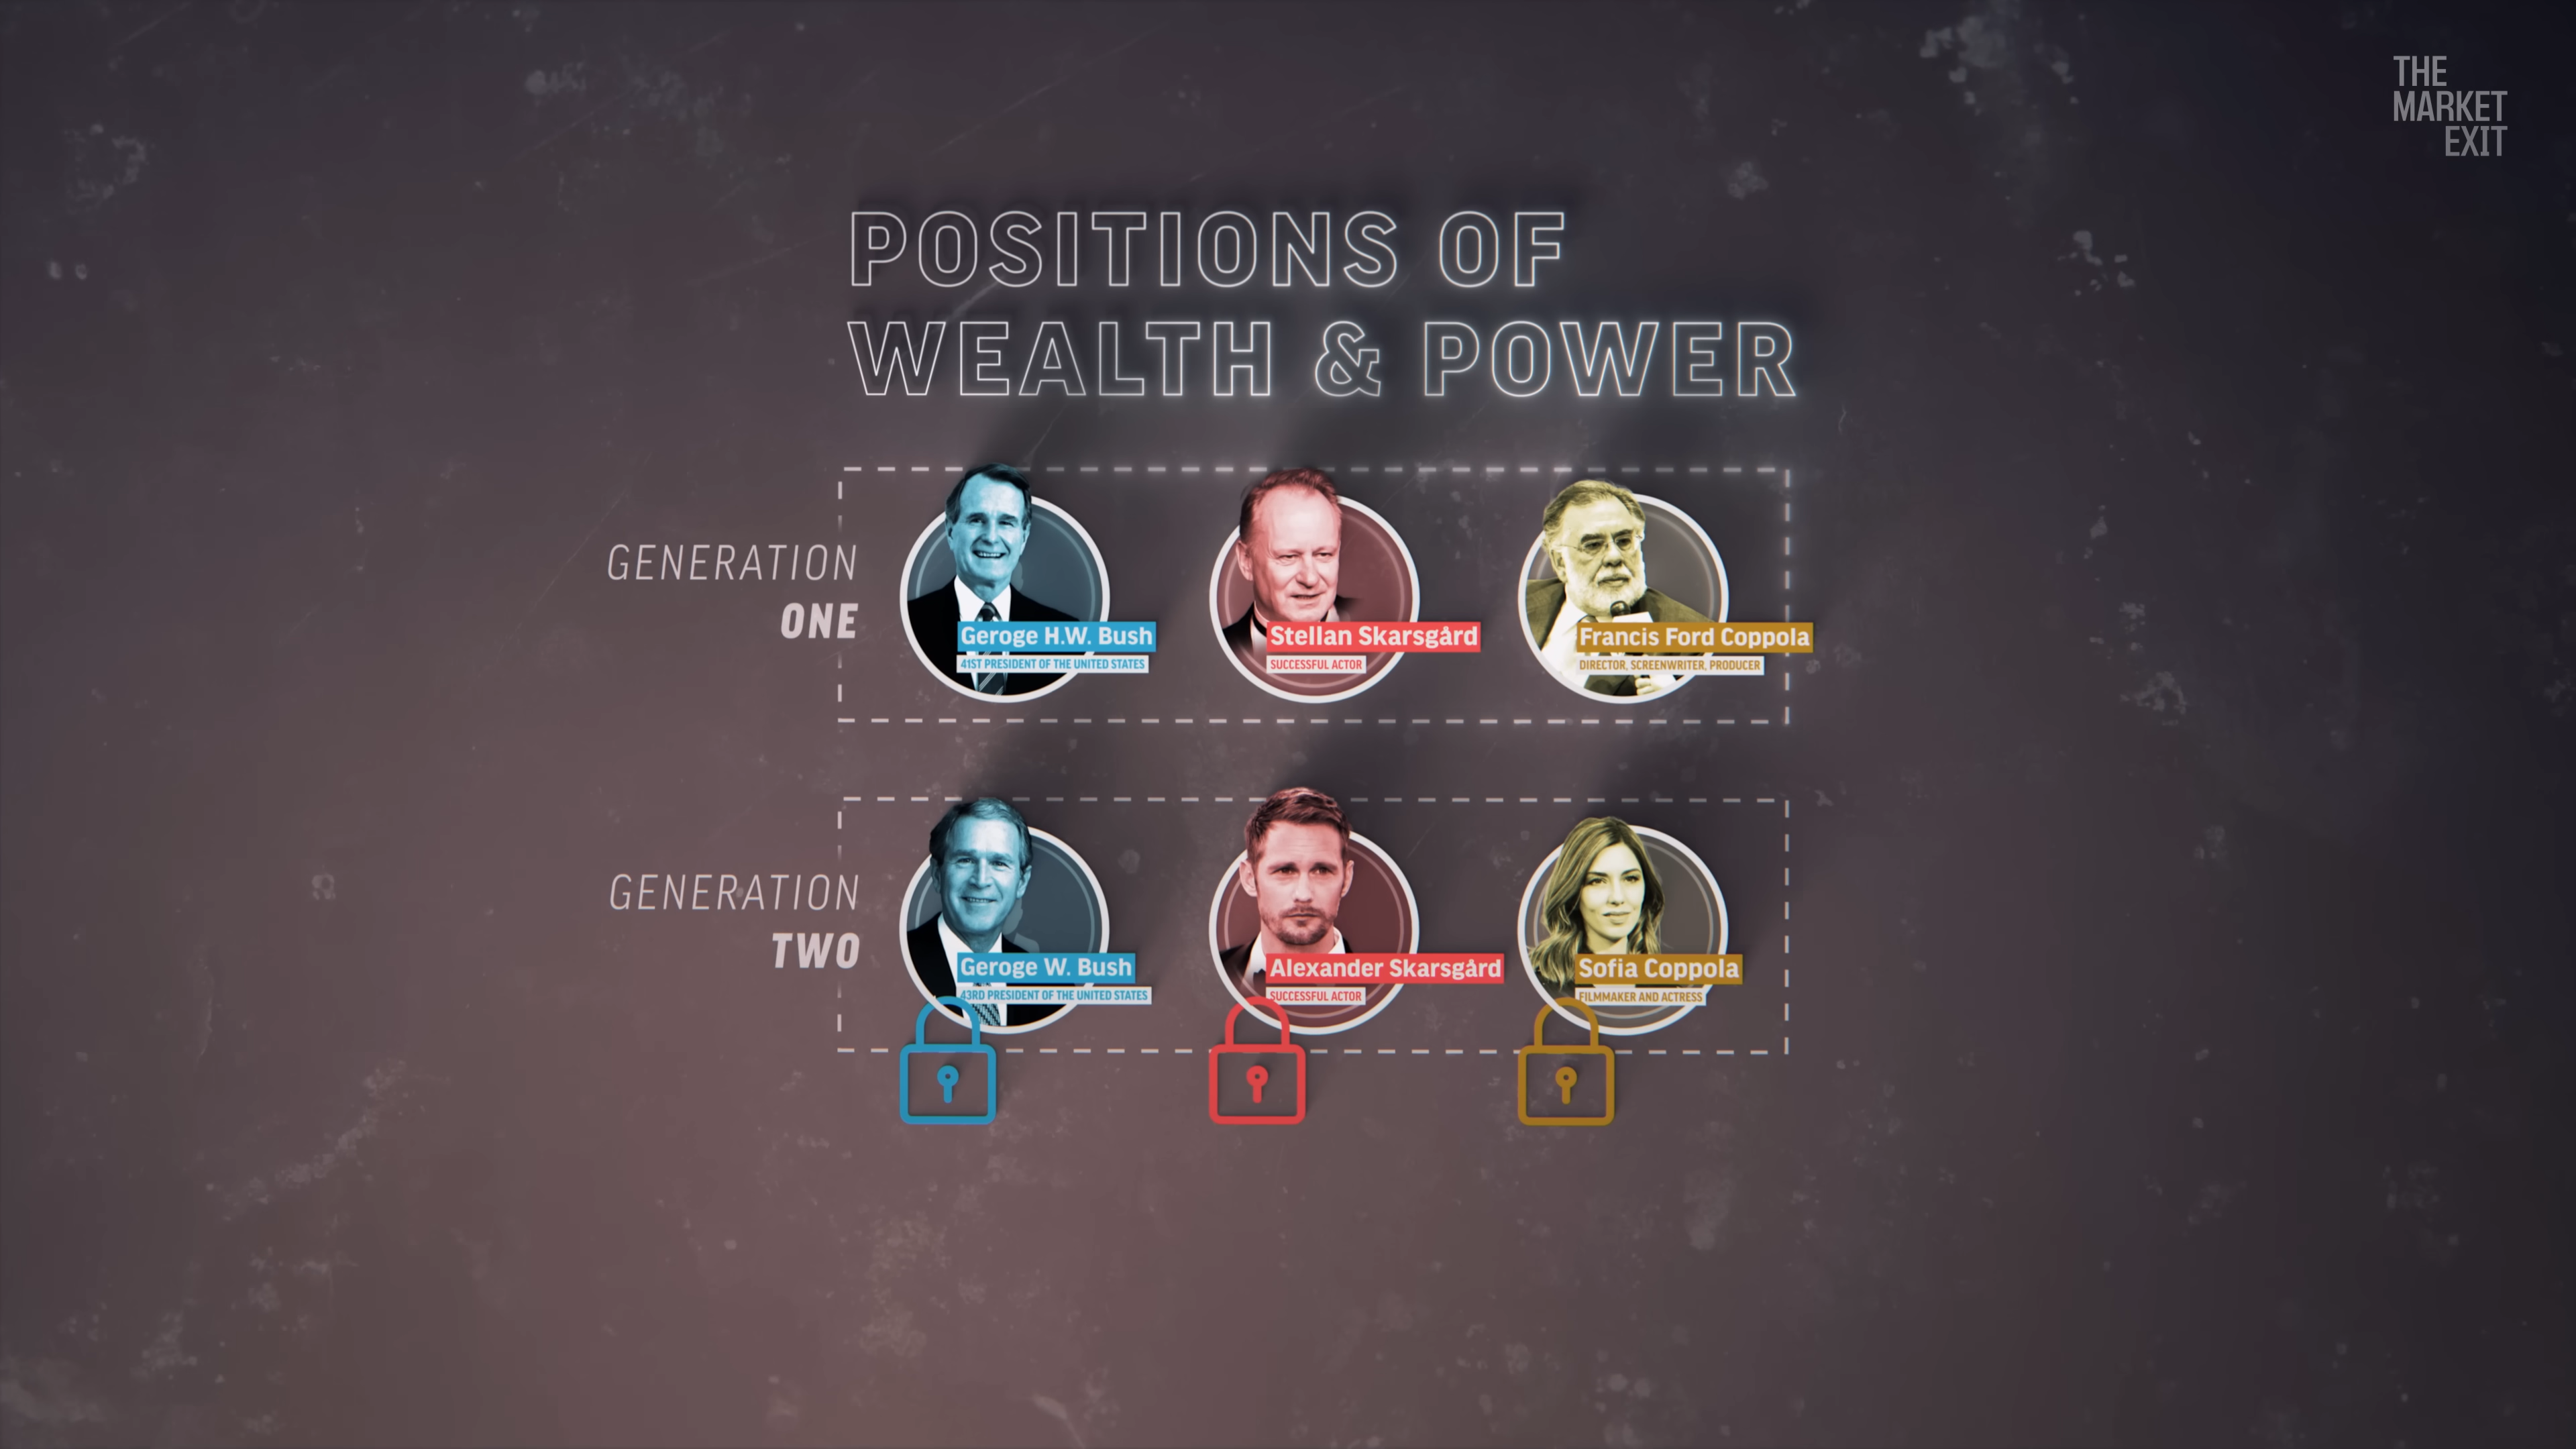 THE
MARKET
EXIT
POSITIONS OF
WEALTH & POWER
GENERATION
ONE
Geroge H.W. Bush
41ST PRESIDENT OF THE UNITED STATES
Stellan Skarsgård
SUCCESSFUL ACTOR
Francis Ford Coppola
DIRECTOR, SCREENWRITER, PRODUCER
GENERATION
TWO
Geroge W. Bush
43RD PRESIDENT OF THE UNITED STATES
Alexander Skarsgård
SUCCESSFUL ACTOR
Sofia Coppola
FILMMAKER AND ACTRESS